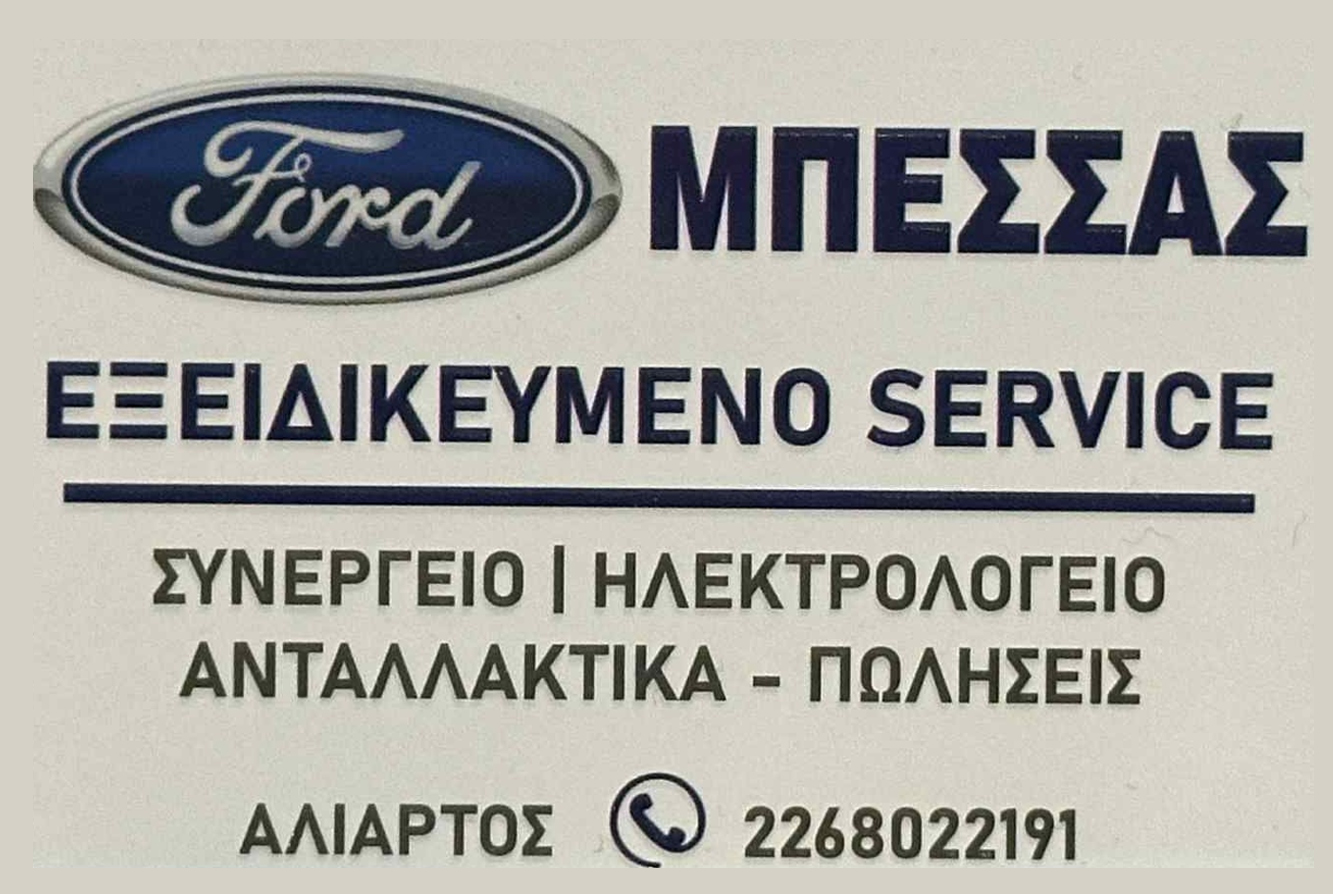 Ford ΜΠΕΣΣΑΣ
ΕΞΕΙΔΙΚΕΥΜΕΝΟ SERVICE
ΣΥΝΕΡΓΕΙΟ | ΗΛΕΚΤΡΟΛΟΓΕΙΟ
ΑΝΤΑΛΛΑΚΤΙΚΑ - ΠΩΛΗΣΕΙΣ
ΑΛΙΑΡΤΟΣ 2268022191